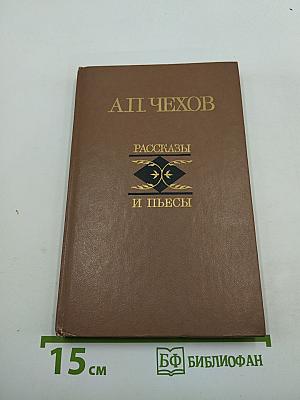 А.П. ЧЕХОВ
РАССКАЗЫ
И ПЬЕСЫ
15 см
БФ БИБЛИОФАН